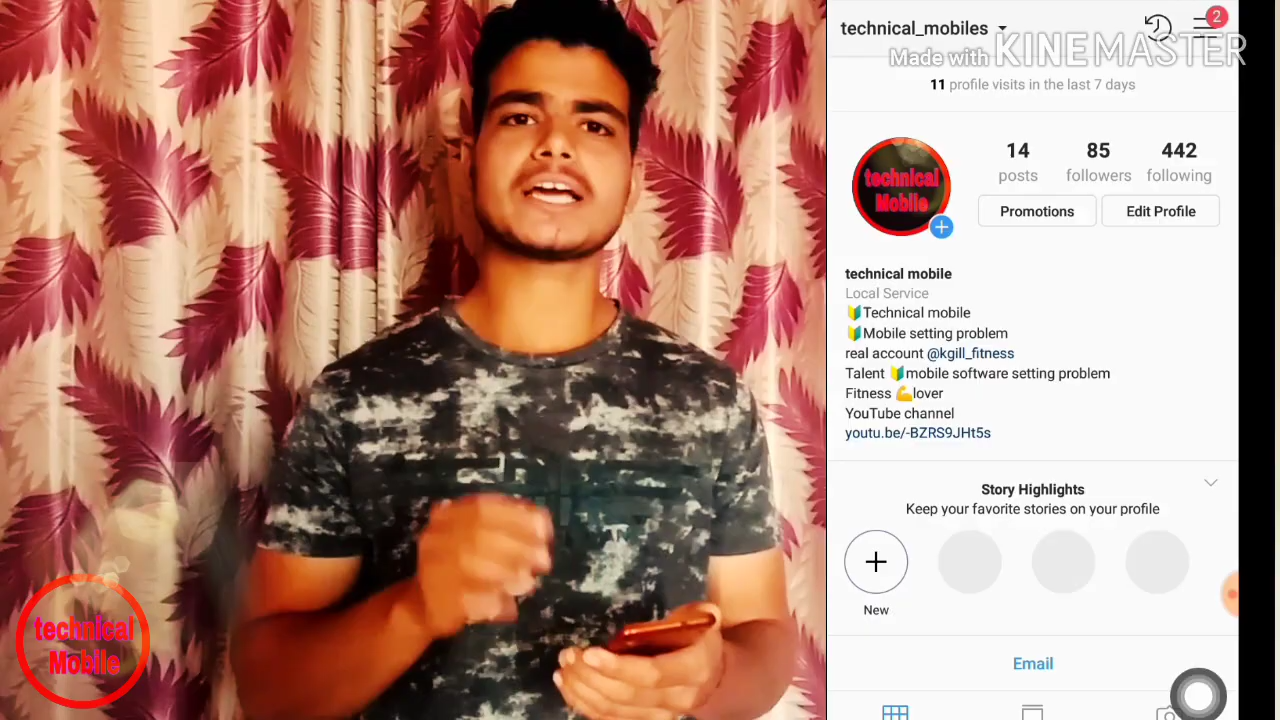 technical_mobiles
2
Made with KINEMASTER
11 profile visits in the last 7 days
technical
Mobile
14
posts
85
followers
442
following
Promotions
Edit Profile
technical mobile
Local Service
🔰Technical mobile
🔰Mobile setting problem
real account @kgill_fitness
Talent 🔰mobile software setting problem
Fitness 💪lover
YouTube channel
youtu.be/-BZRS9JHt5s
Story Highlights
Keep your favorite stories on your profile
New
Email
technical
Mobile